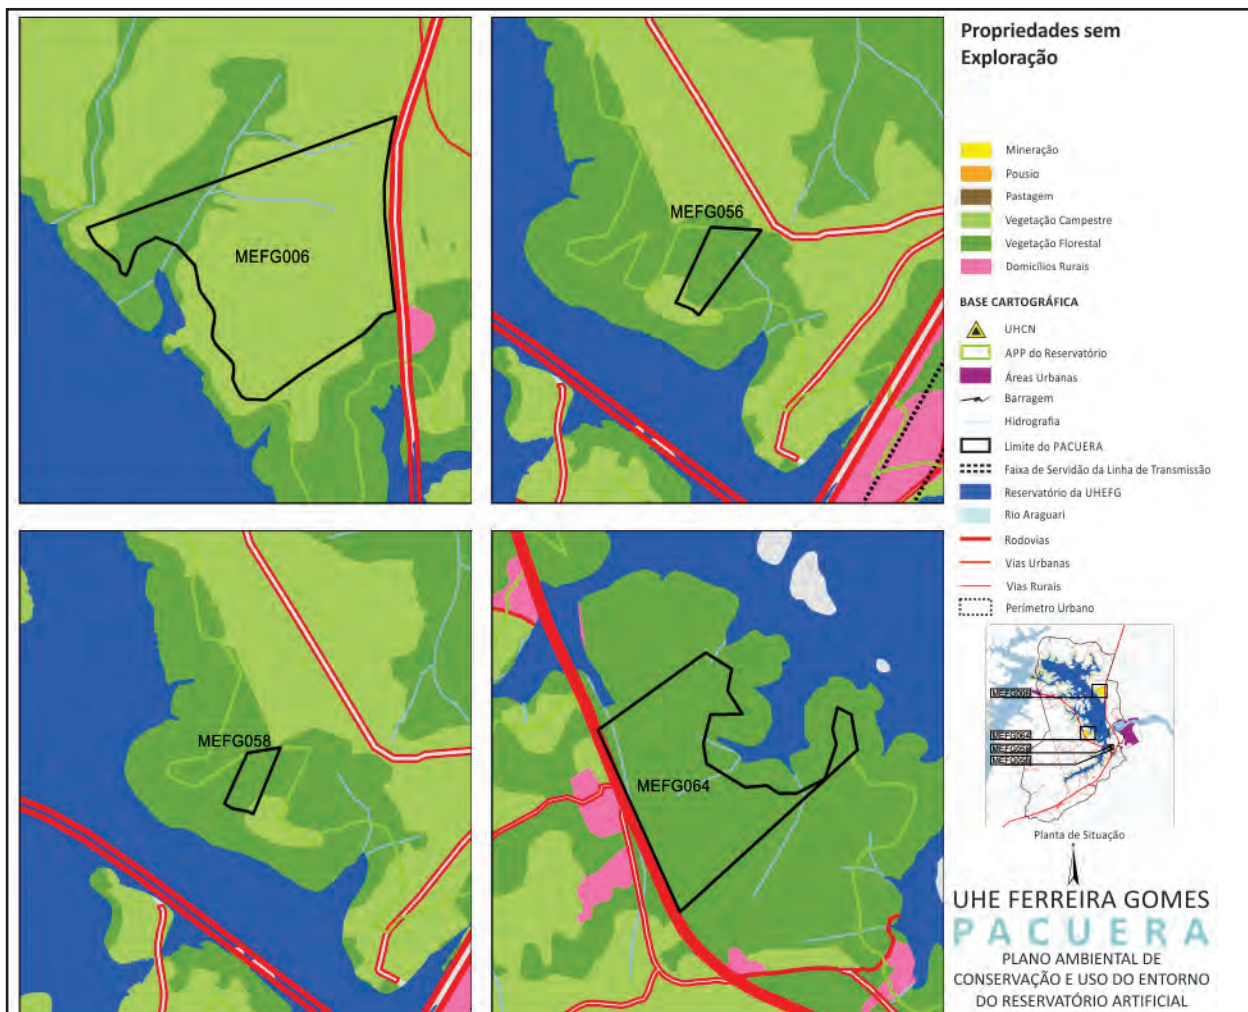 MEFG006
MEFG056
MEFG058
MEFG064
Propriedades sem
Exploração
Mineração
Pousio
Pastagem
Vegetação Campestre
Vegetação Florestal
Domicílios Rurais
BASE CARTOGRÁFICA
UHCN
APP do Reservatório
Áreas Urbanas
Barragem
Hidrografia
Limite do PACUERA
Faixa de Servidão da Linha de Transmissão
Reservatório da UHEFG
Rio Araguari
Rodovias
Vias Urbanas
Vias Rurais
Perímetro Urbano
MEFG006
MEFG064
Planta de Situação
UHE FERREIRA GOMES
PACUERA
PLANO AMBIENTAL DE
CONSERVAÇÃO E USO DO ENTORNO
DO RESERVATÓRIO ARTIFICIAL